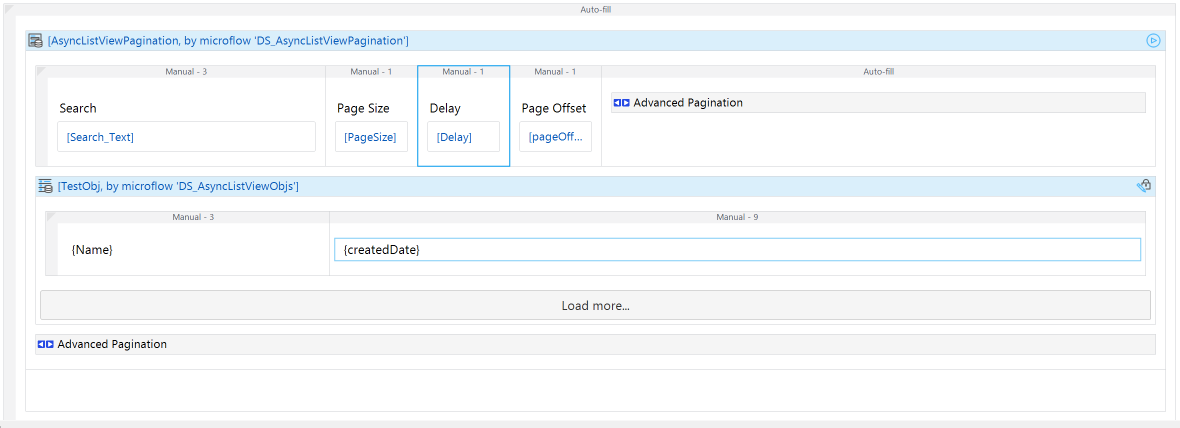 Auto-fill
[AsyncListViewPagination, by microflow 'DS_AsyncListViewPagination']
Manual - 3 Manual - 1 Manual - 1 Manual - 1 Auto-fill
Search Page Size Delay Page Offset Advanced Pagination
[Search_Text] [PageSize] [Delay] [pageOff...
[TestObj, by microflow 'DS_AsyncListViewObjs']
Manual - 3 Manual - 9
{Name} {createdDate}
Load more...
Advanced Pagination